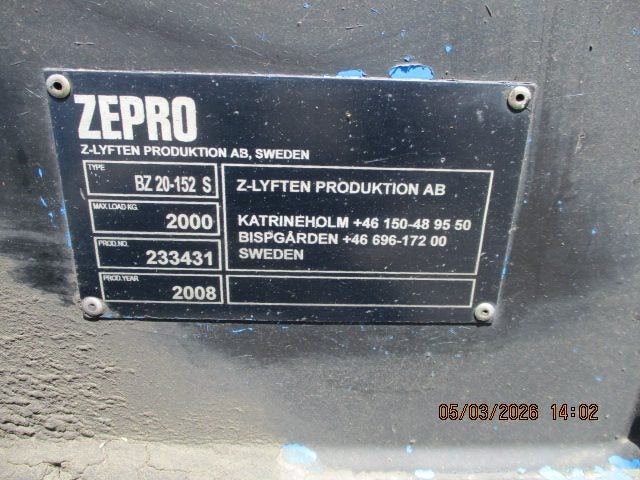 ZEPRO
Z-LYFTEN PRODUKTION AB, SWEDEN
TYPE
BZ 20-152 S
MAX LOAD KG.
2000
PROD.NO.
233431
PROD.YEAR
2008
Z-LYFTEN PRODUKTION AB
KATRINEHOLM +46 150-48 95 50
BISPGÅRDEN +46 696-172 00
SWEDEN
05/03/2026 14:02